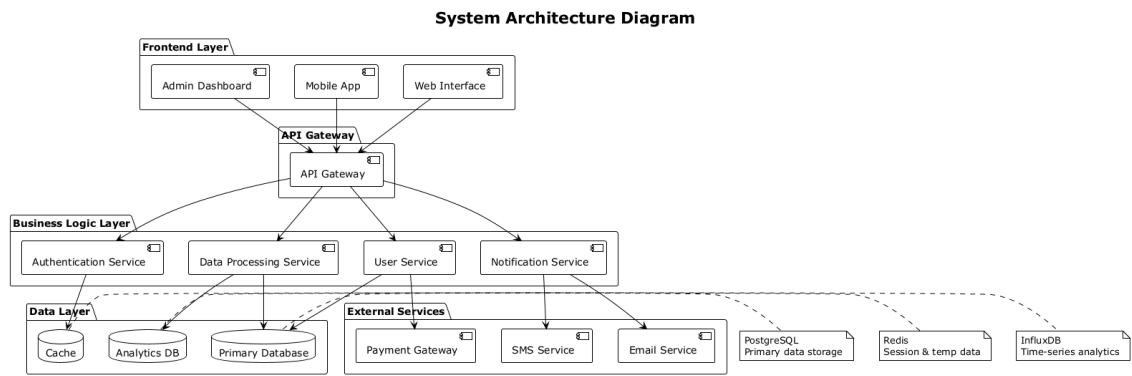 System Architecture Diagram
Frontend Layer
Admin Dashboard
Mobile App
Web Interface
API Gateway
API Gateway
Business Logic Layer
Authentication Service
Data Processing Service
User Service
Notification Service
Data Layer
Cache
Analytics DB
Primary Database
External Services
Payment Gateway
SMS Service
Email Service
PostgreSQL
Primary data storage
Redis
Session & temp data
InfluxDB
Time-series analytics